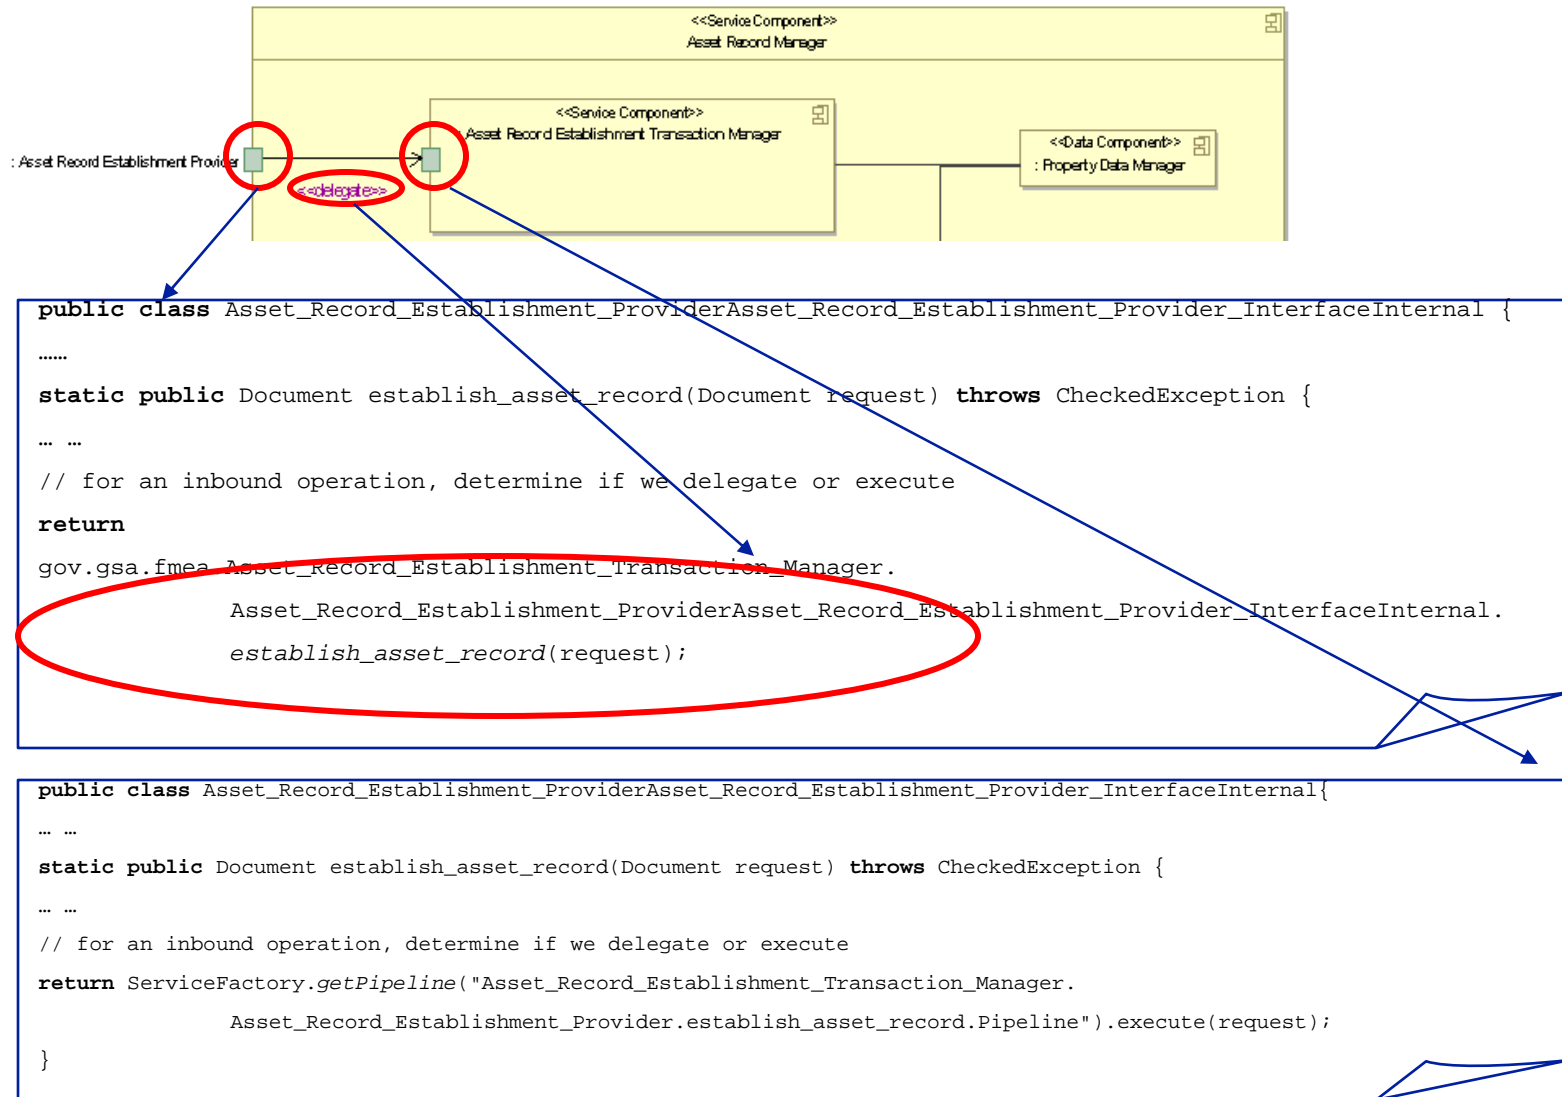 <<Service Component>>
Asset Record Manager
<<Service Component>>
: Asset Record Establishment Transaction Manager
<<Data Component>>
: Property Data Manager
: Asset Record Establishment Provider
<<delegate>>
public class Asset_Record_Establishment_ProviderAsset_Record_Establishment_Provider_InterfaceInternal {
……
static public Document establish_asset_record(Document request) throws CheckedException {
… …
// for an inbound operation, determine if we delegate or execute
return
gov.gsa.fmea.Asset_Record_Establishment_Transaction_Manager.
Asset_Record_Establishment_ProviderAsset_Record_Establishment_Provider_InterfaceInternal.
establish_asset_record(request);
public class Asset_Record_Establishment_ProviderAsset_Record_Establishment_Provider_InterfaceInternal{
… …
static public Document establish_asset_record(Document request) throws CheckedException {
… …
// for an inbound operation, determine if we delegate or execute
return ServiceFactory.getPipeline("Asset_Record_Establishment_Transaction_Manager.
Asset_Record_Establishment_Provider.establish_asset_record.Pipeline").execute(request);
}